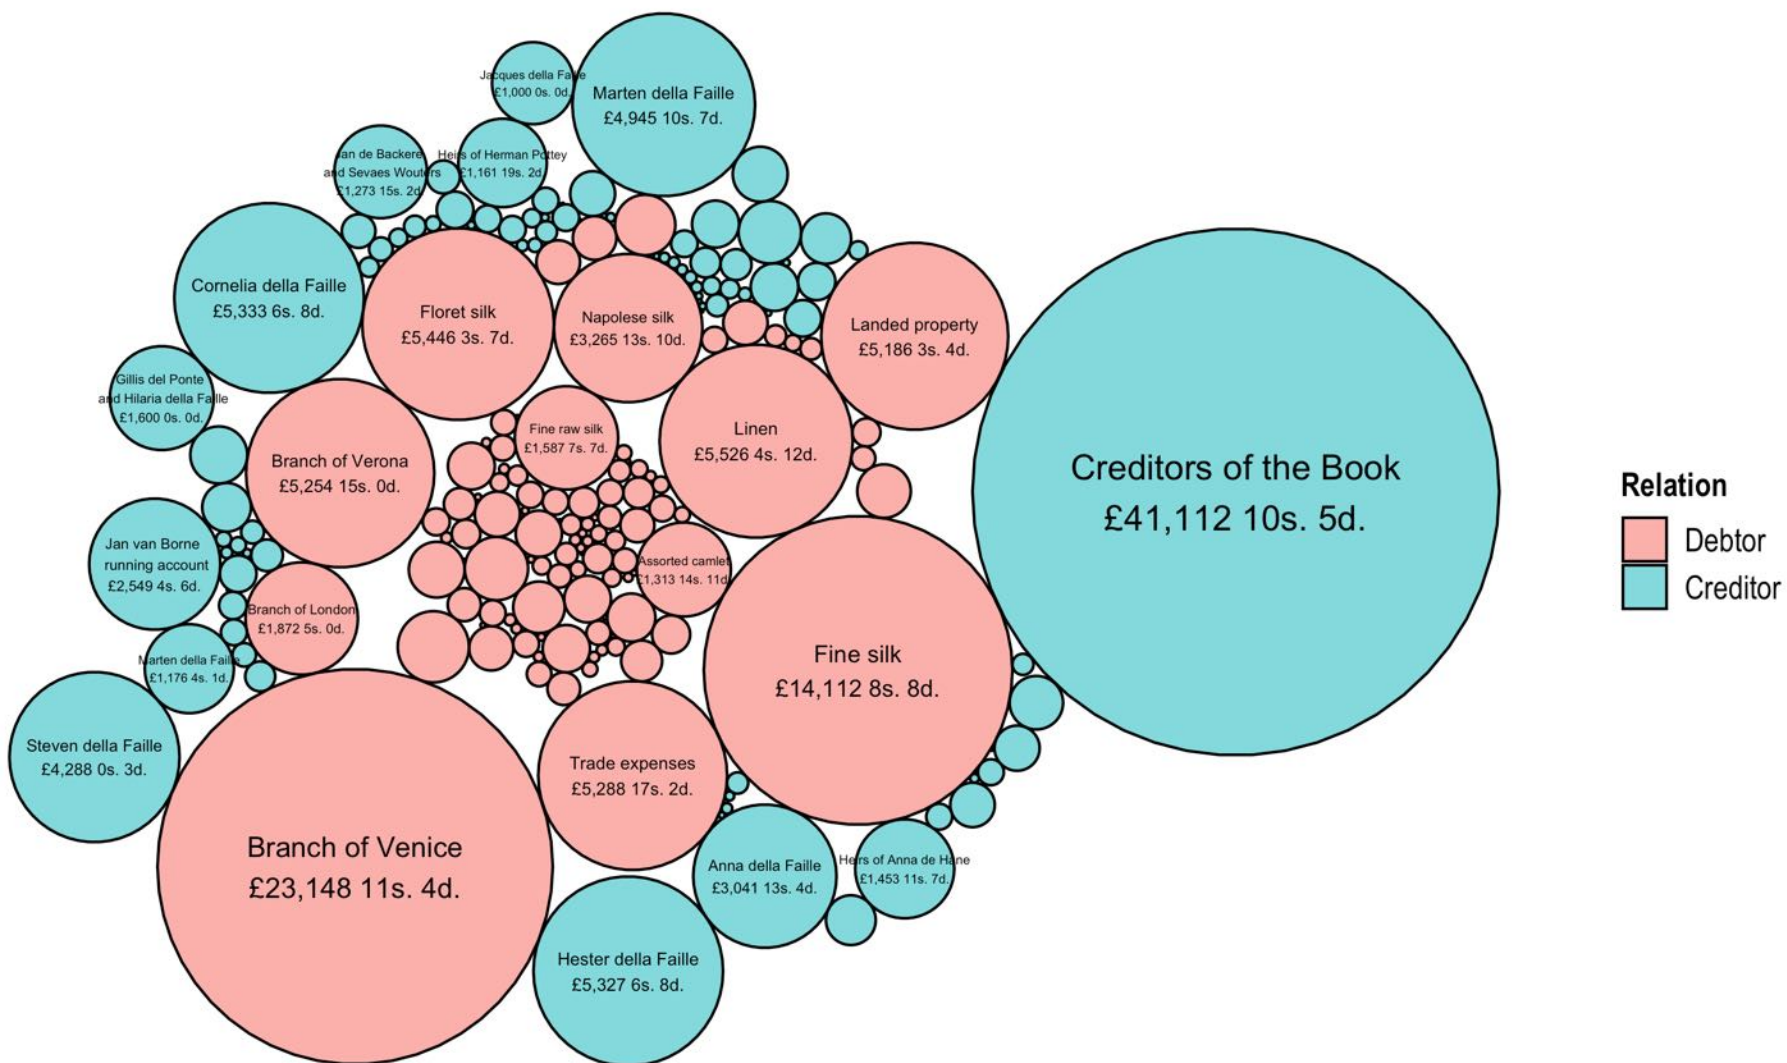 Jacques della Faille
£1,000 0s. 0d.
Marten della Faille
£4,945 10s. 7d.
Jan de Backere
and Sevaes Wouters
£1,273 15s. 2d.
Heirs of Herman Pottey
£1,161 19s. 2d.
Cornelia della Faille
£5,333 6s. 8d.
Floret silk
£5,446 3s. 7d.
Napolese silk
£3,265 13s. 10d.
Landed property
£5,186 3s. 4d.
Gillis del Ponte
and Hilaria della Faille
£1,600 0s. 0d.
Branch of Verona
£5,254 15s. 0d.
Fine raw silk
£1,587 7s. 7d.
Linen
£5,526 4s. 12d.
Creditors of the Book
£41,112 10s. 5d.
Relation
Debtor
Creditor
Jan van Borne
running account
£2,549 4s. 6d.
Assorted camlet
£1,313 14s. 11d.
Branch of London
£1,872 5s. 0d.
Marten della Faille
£1,176 4s. 1d.
Fine silk
£14,112 8s. 8d.
Steven della Faille
£4,288 0s. 3d.
Trade expenses
£5,288 17s. 2d.
Branch of Venice
£23,148 11s. 4d.
Anna della Faille
£3,041 13s. 4d.
Heirs of Anna de Hane
£1,453 11s. 7d.
Hester della Faille
£5,327 6s. 8d.